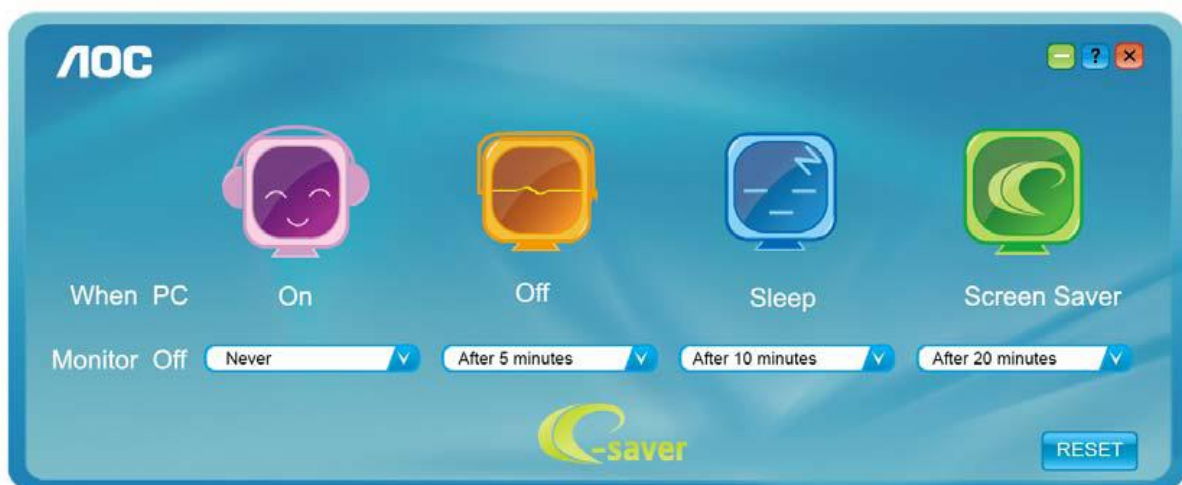 AOC
?
When PC On Off Sleep Screen Saver
Monitor Off Never After 5 minutes After 10 minutes After 20 minutes
e-saver
RESET